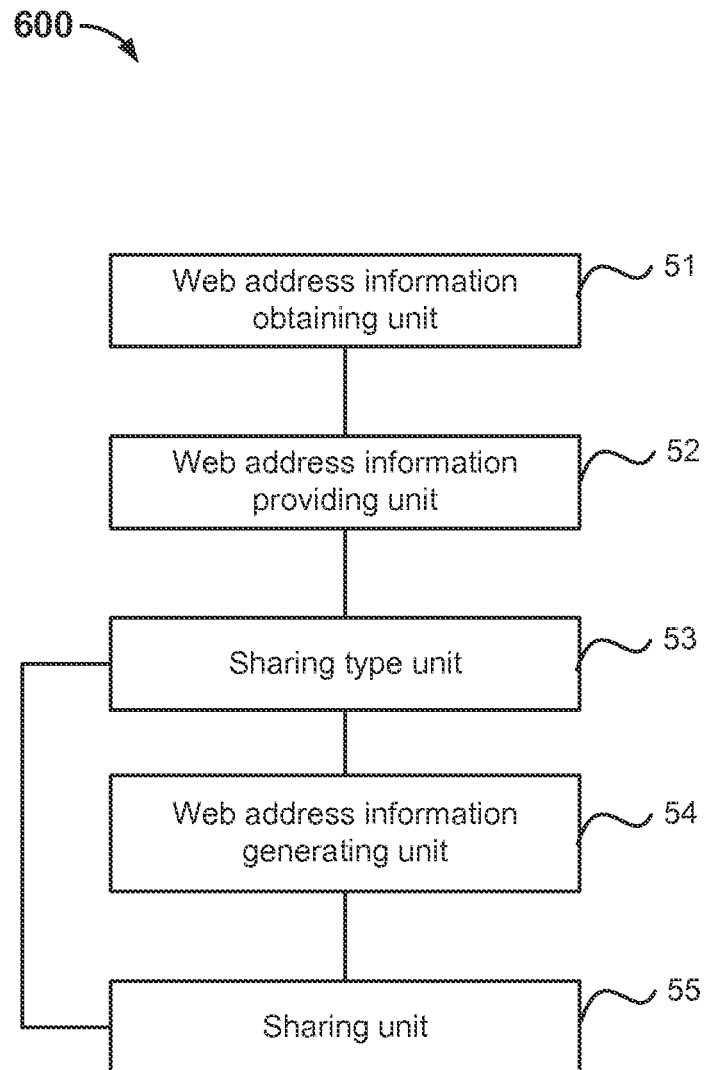 600
Web address information
obtaining unit
51
Web address information
providing unit
52
Sharing type unit
53
Web address information
generating unit
54
Sharing unit
55